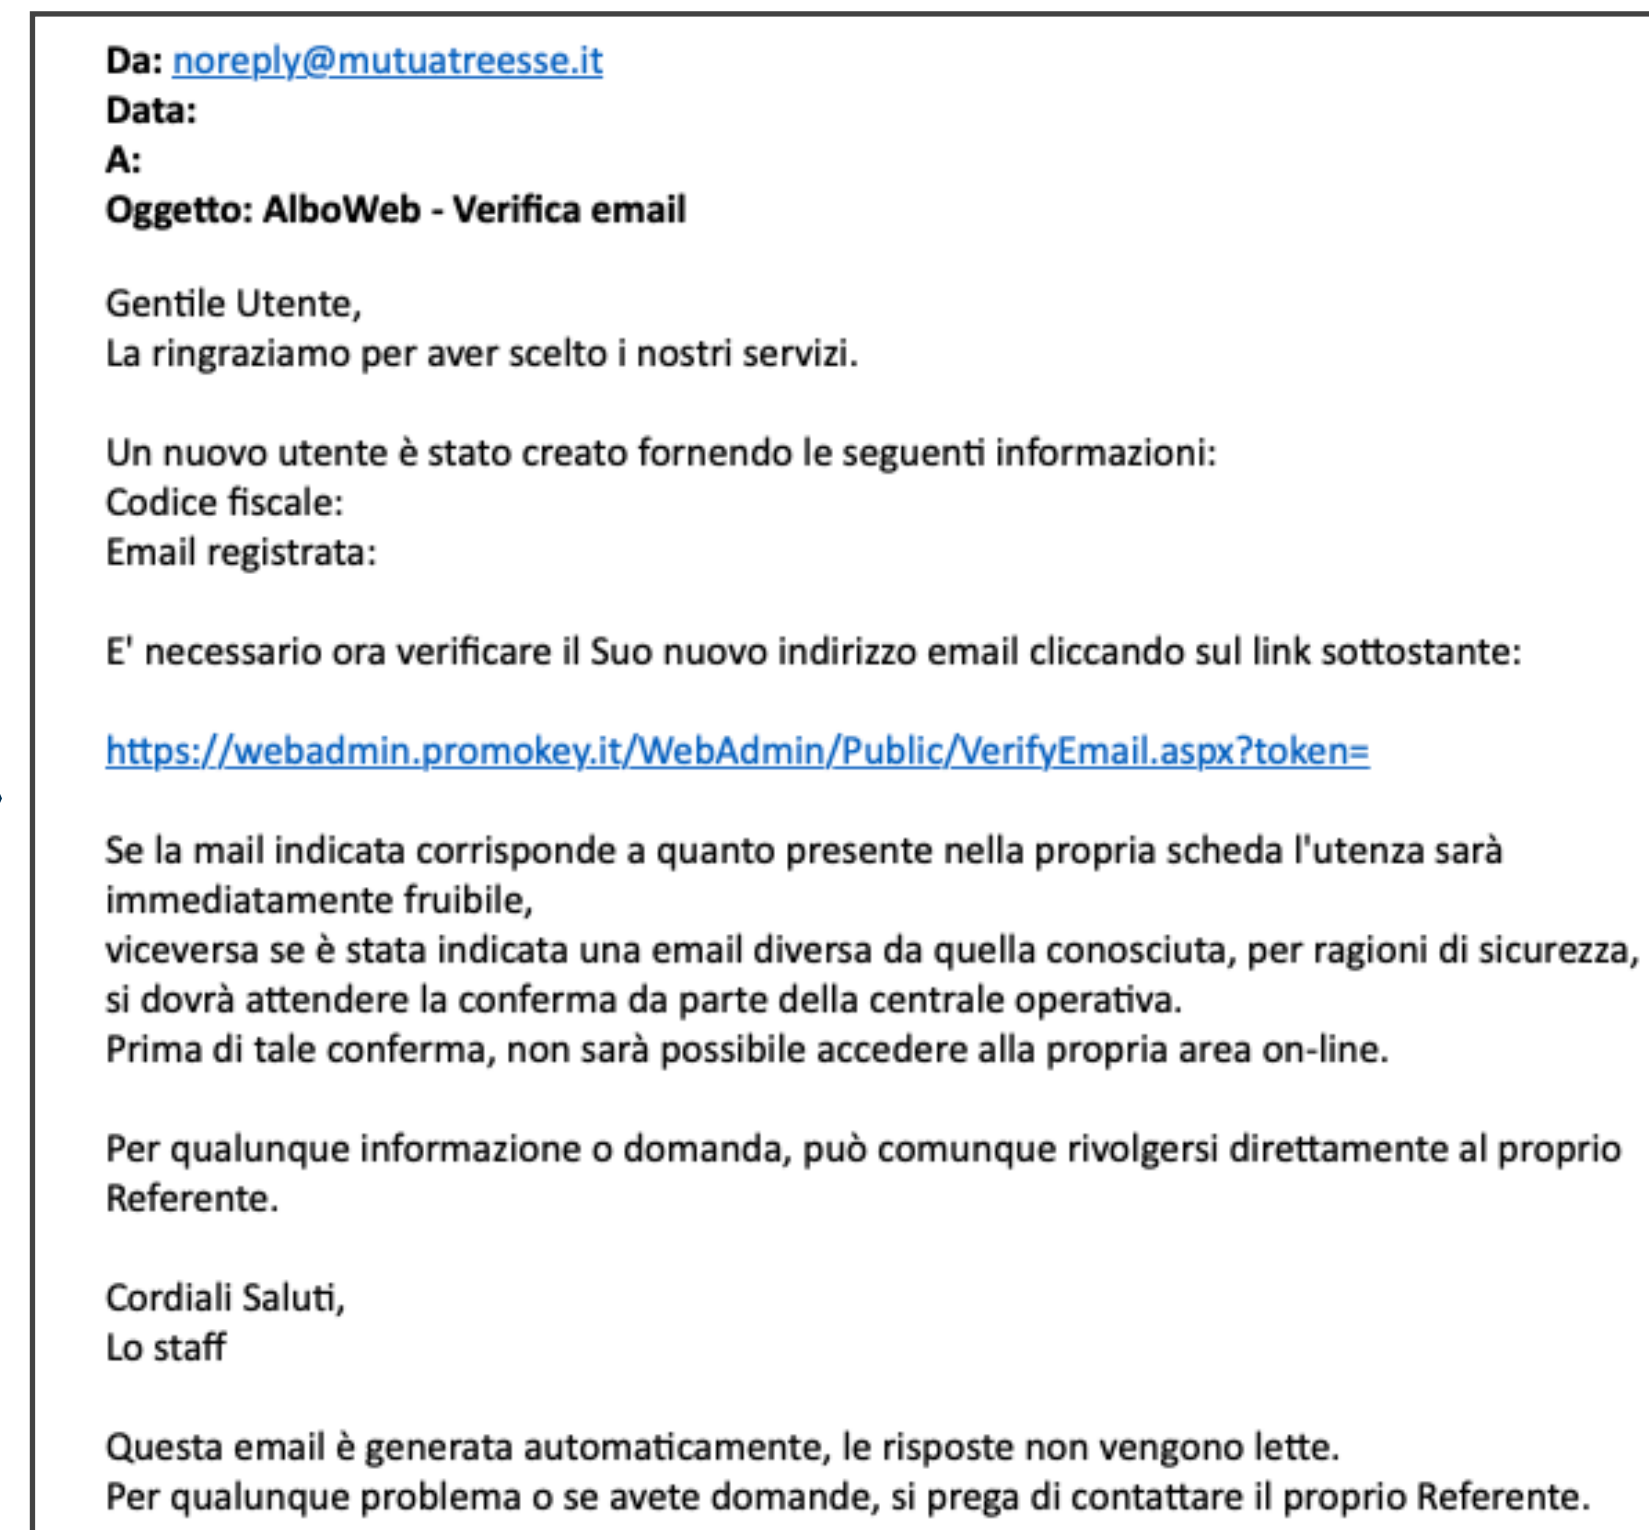 Da: noreply@mutuatreesse.it
Data:
A:
Oggetto: AlboWeb - Verifica email
Gentile Utente,
La ringraziamo per aver scelto i nostri servizi.
Un nuovo utente è stato creato fornendo le seguenti informazioni:
Codice fiscale:
Email registrata:
E' necessario ora verificare il Suo nuovo indirizzo email cliccando sul link sottostante:
https://webadmin.promokey.it/WebAdmin/Public/VerifyEmail.aspx?token=
Se la mail indicata corrisponde a quanto presente nella propria scheda l'utenza sarà
immediatamente fruibile,
viceversa se è stata indicata una email diversa da quella conosciuta, per ragioni di sicurezza,
si dovrà attendere la conferma da parte della centrale operativa.
Prima di tale conferma, non sarà possibile accedere alla propria area on-line.
Per qualunque informazione o domanda, può comunque rivolgersi direttamente al proprio
Referente.
Cordiali Saluti,
Lo staff
Questa email è generata automaticamente, le risposte non vengono lette.
Per qualunque problema o se avete domande, si prega di contattare il proprio Referente.